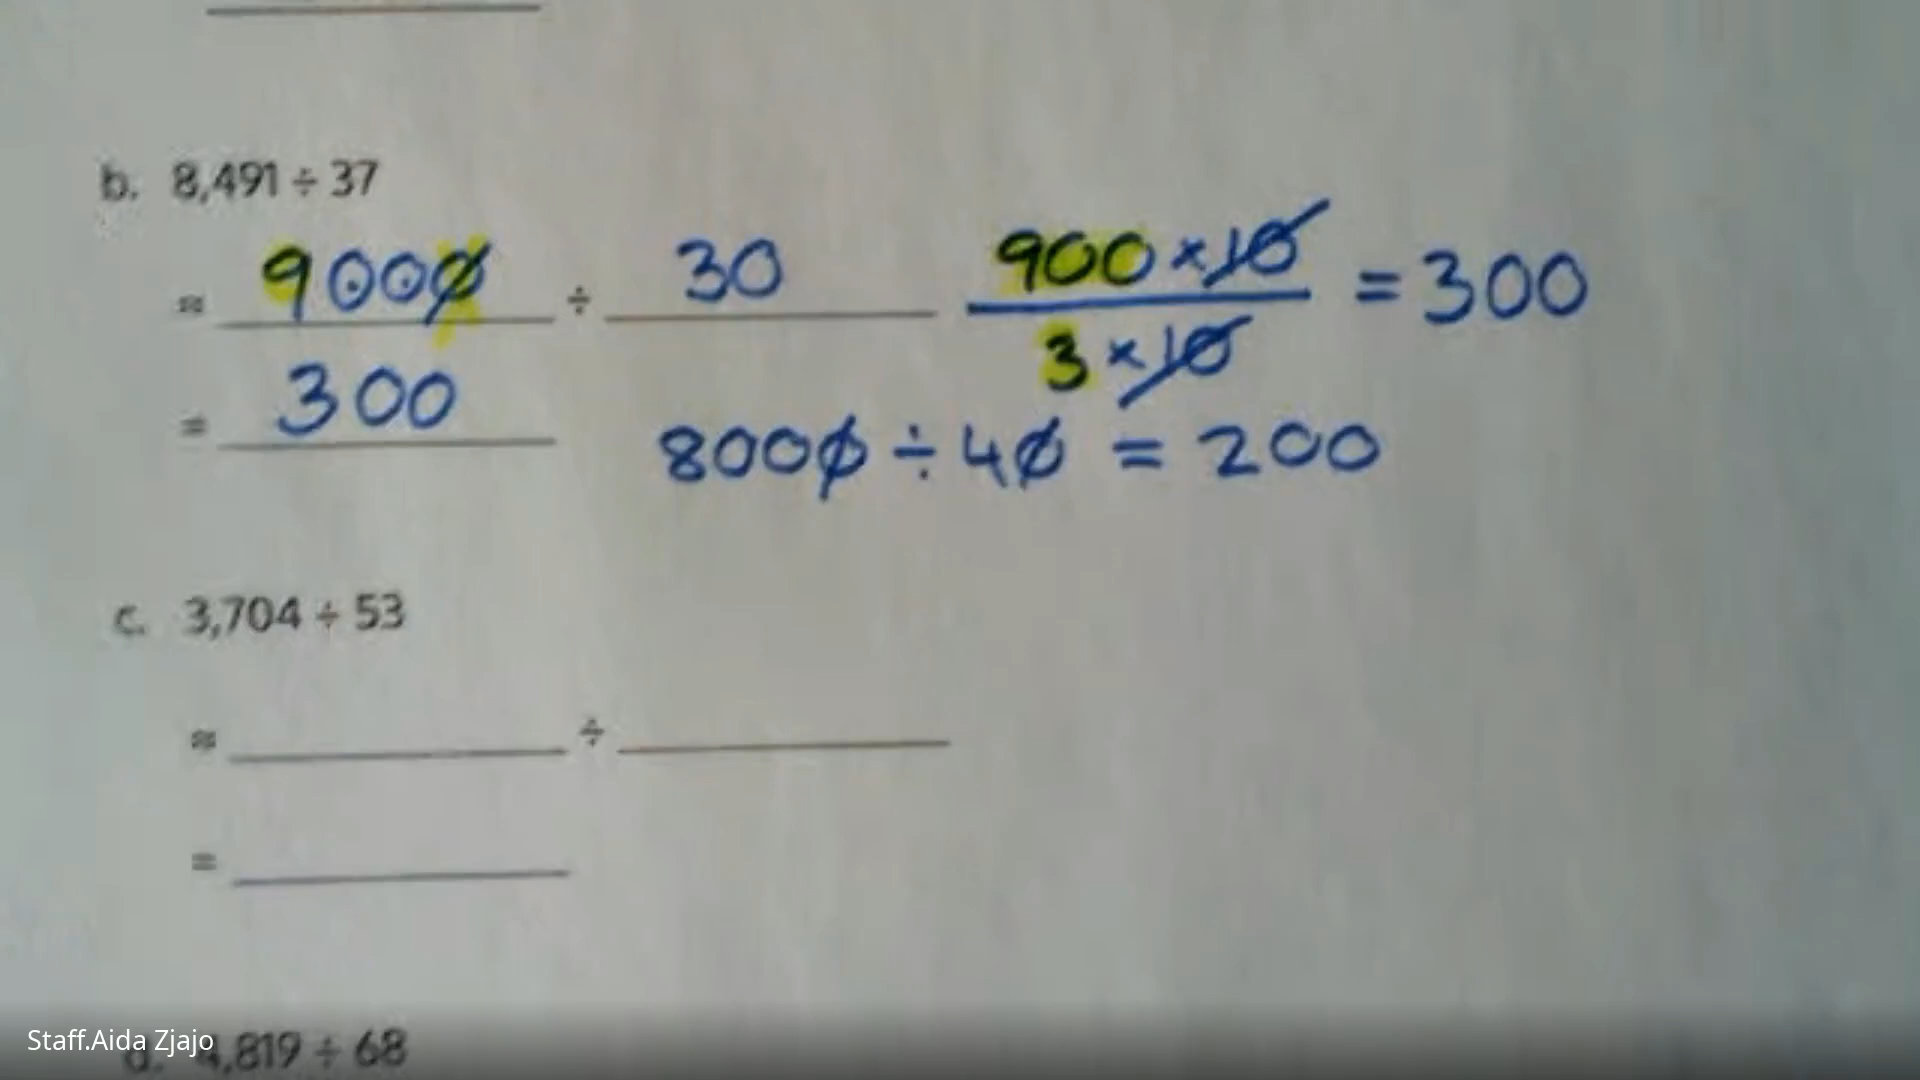 b. 8,491 ÷ 37
≈ 9000 ÷ 30
900 × 10
3 × 10
= 300
= 300
8000 ÷ 40 = 200
c. 3,704 ÷ 53
≈ ÷
=
d. 4,819 ÷ 68
Staff.Aida Zjajo